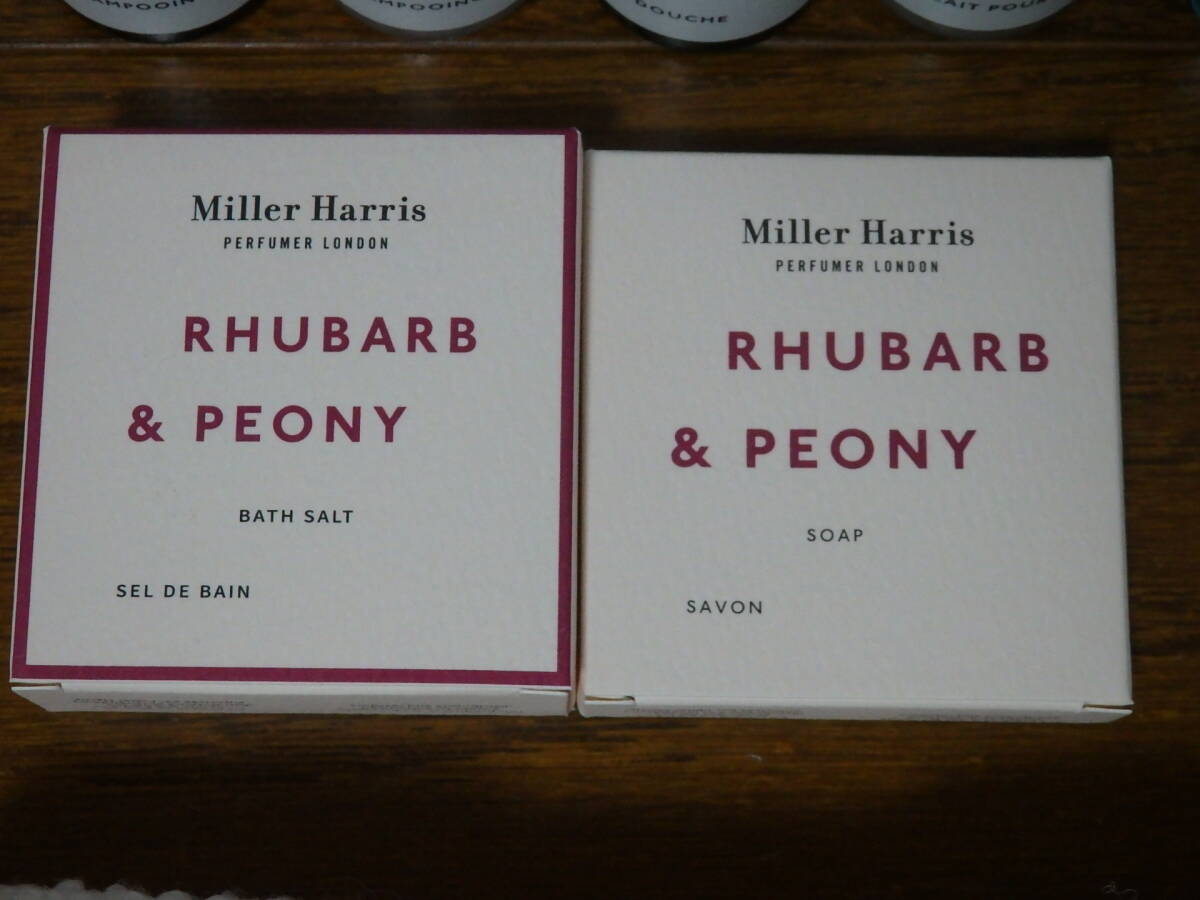 DOUCHE
Miller Harris
PERFUMER LONDON
RHUBARB
& PEONY
BATH SALT
SEL DE BAIN
Miller Harris
PERFUMER LONDON
RHUBARB
& PEONY
SOAP
SAVON